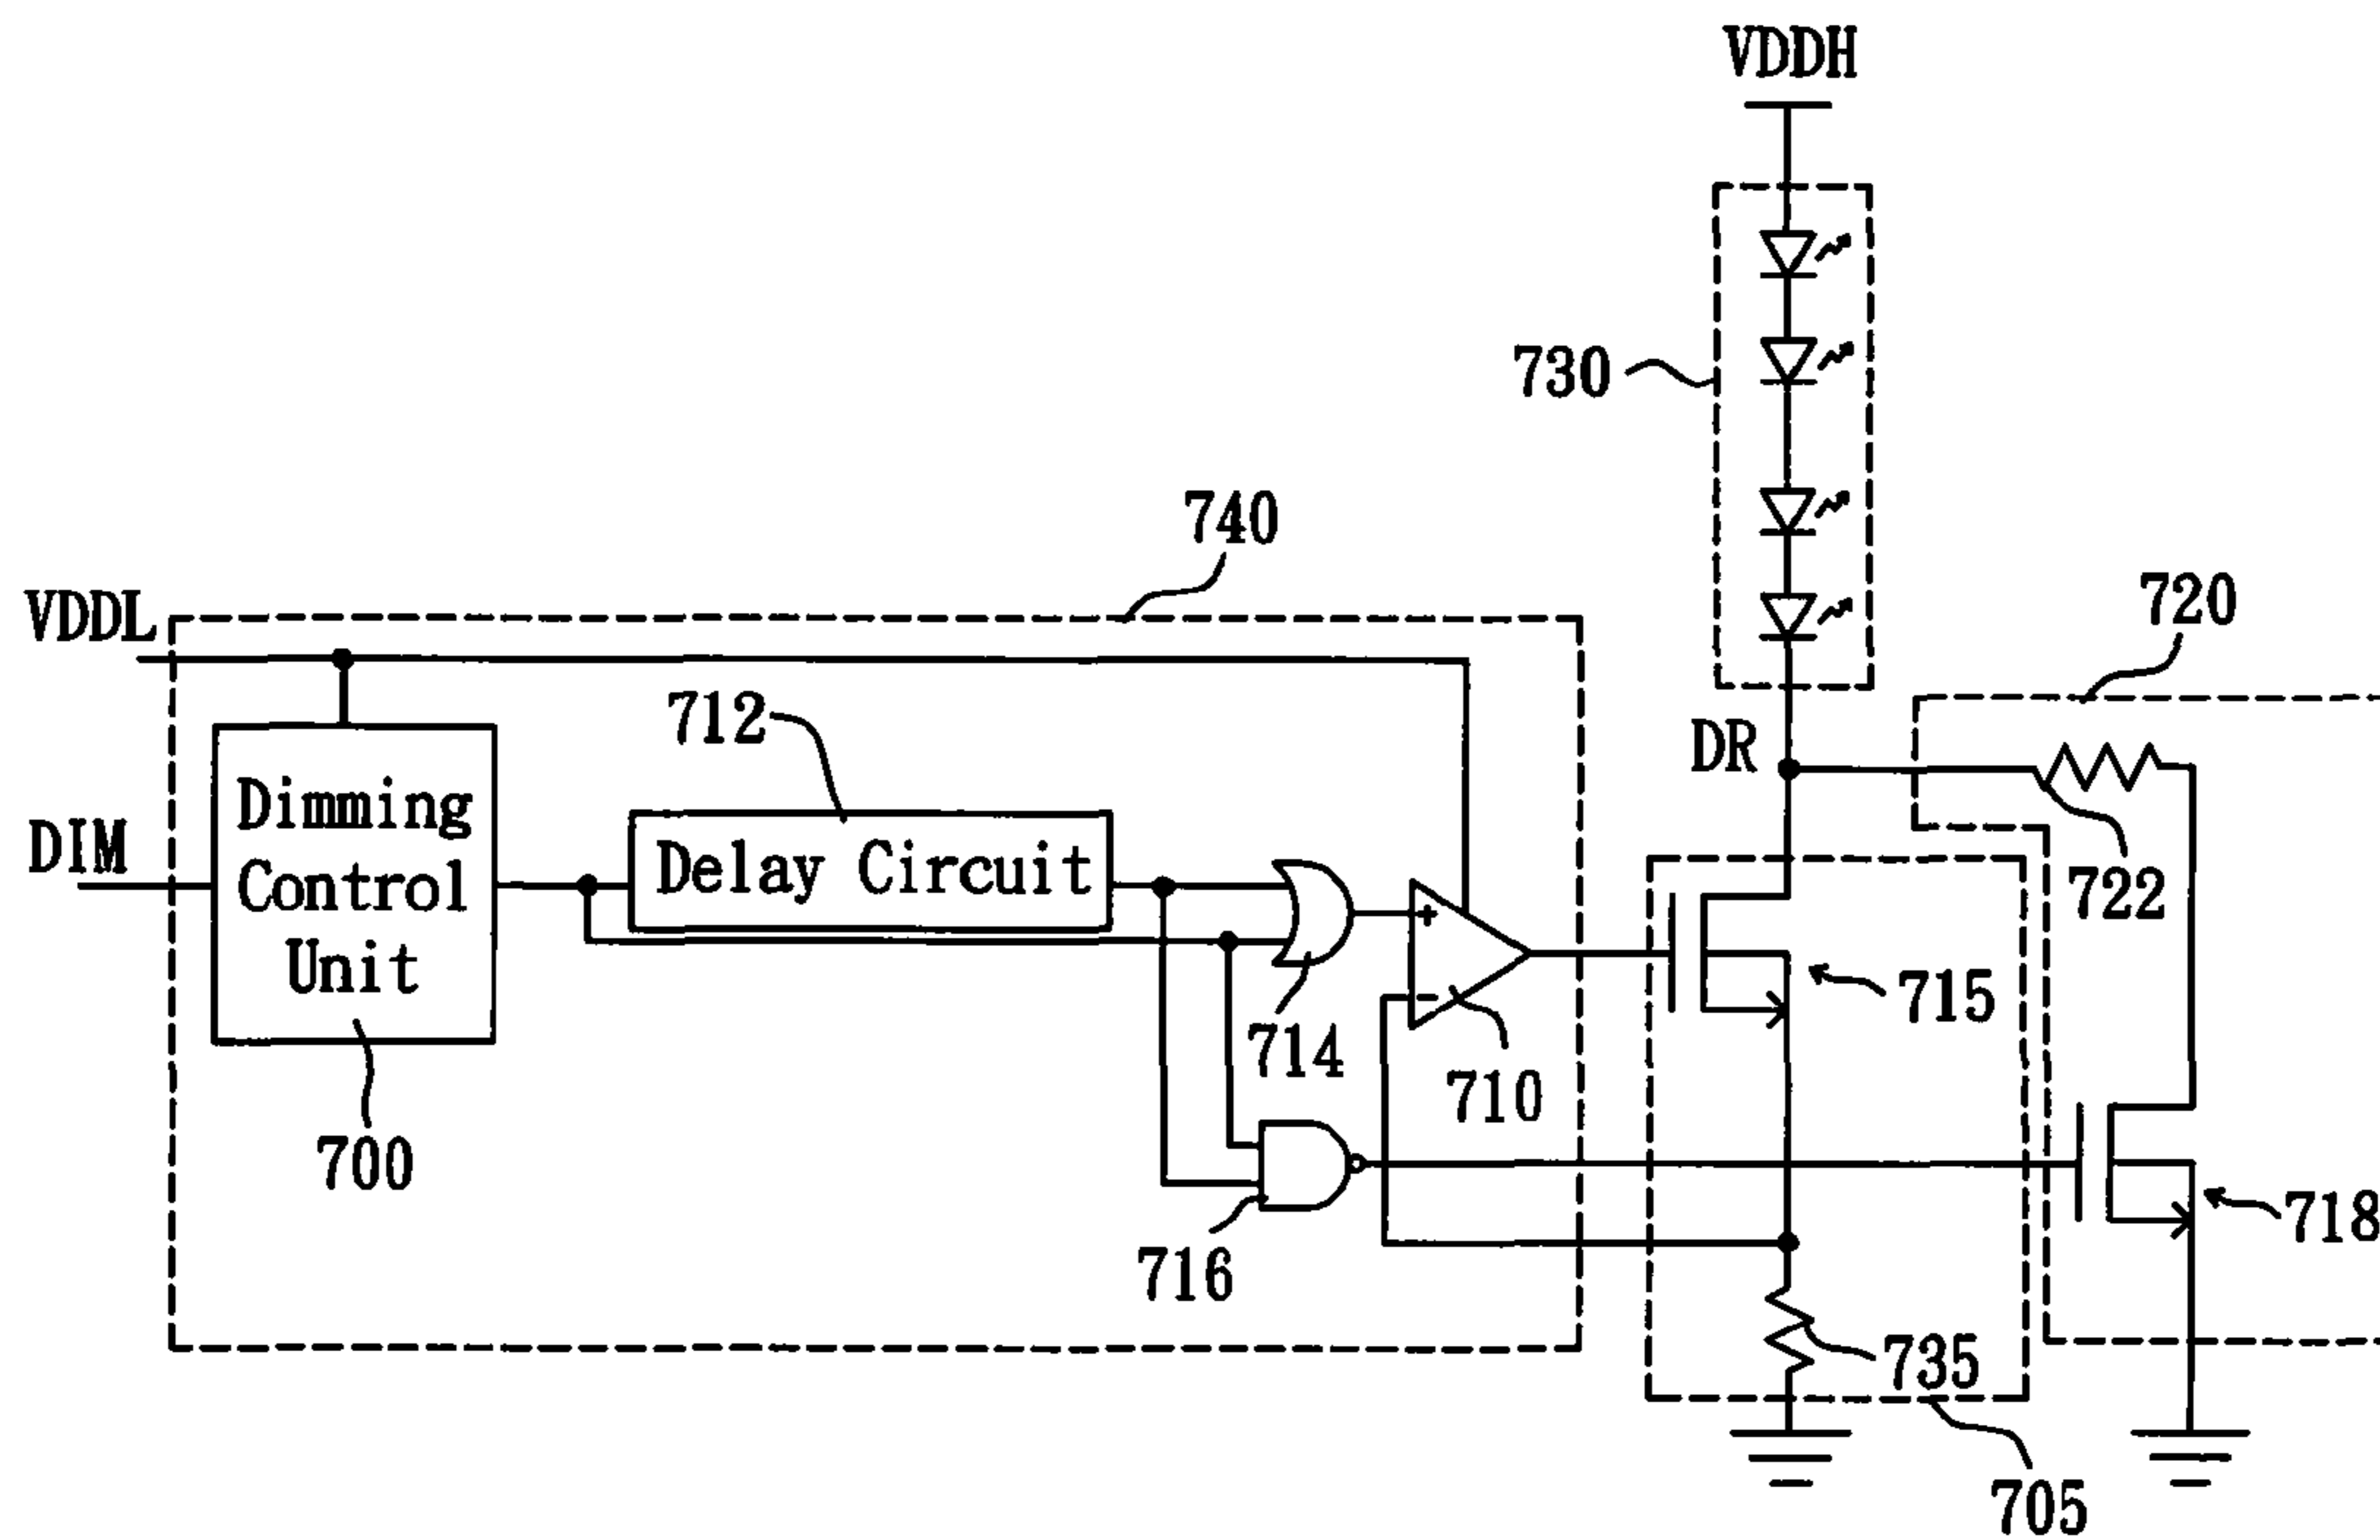 VDDH
730
740
VDDL
720
712
DR
Dimming
Control
Unit
DIM
Delay Circuit
722
+
-
715
714
710
700
716
718
735
705